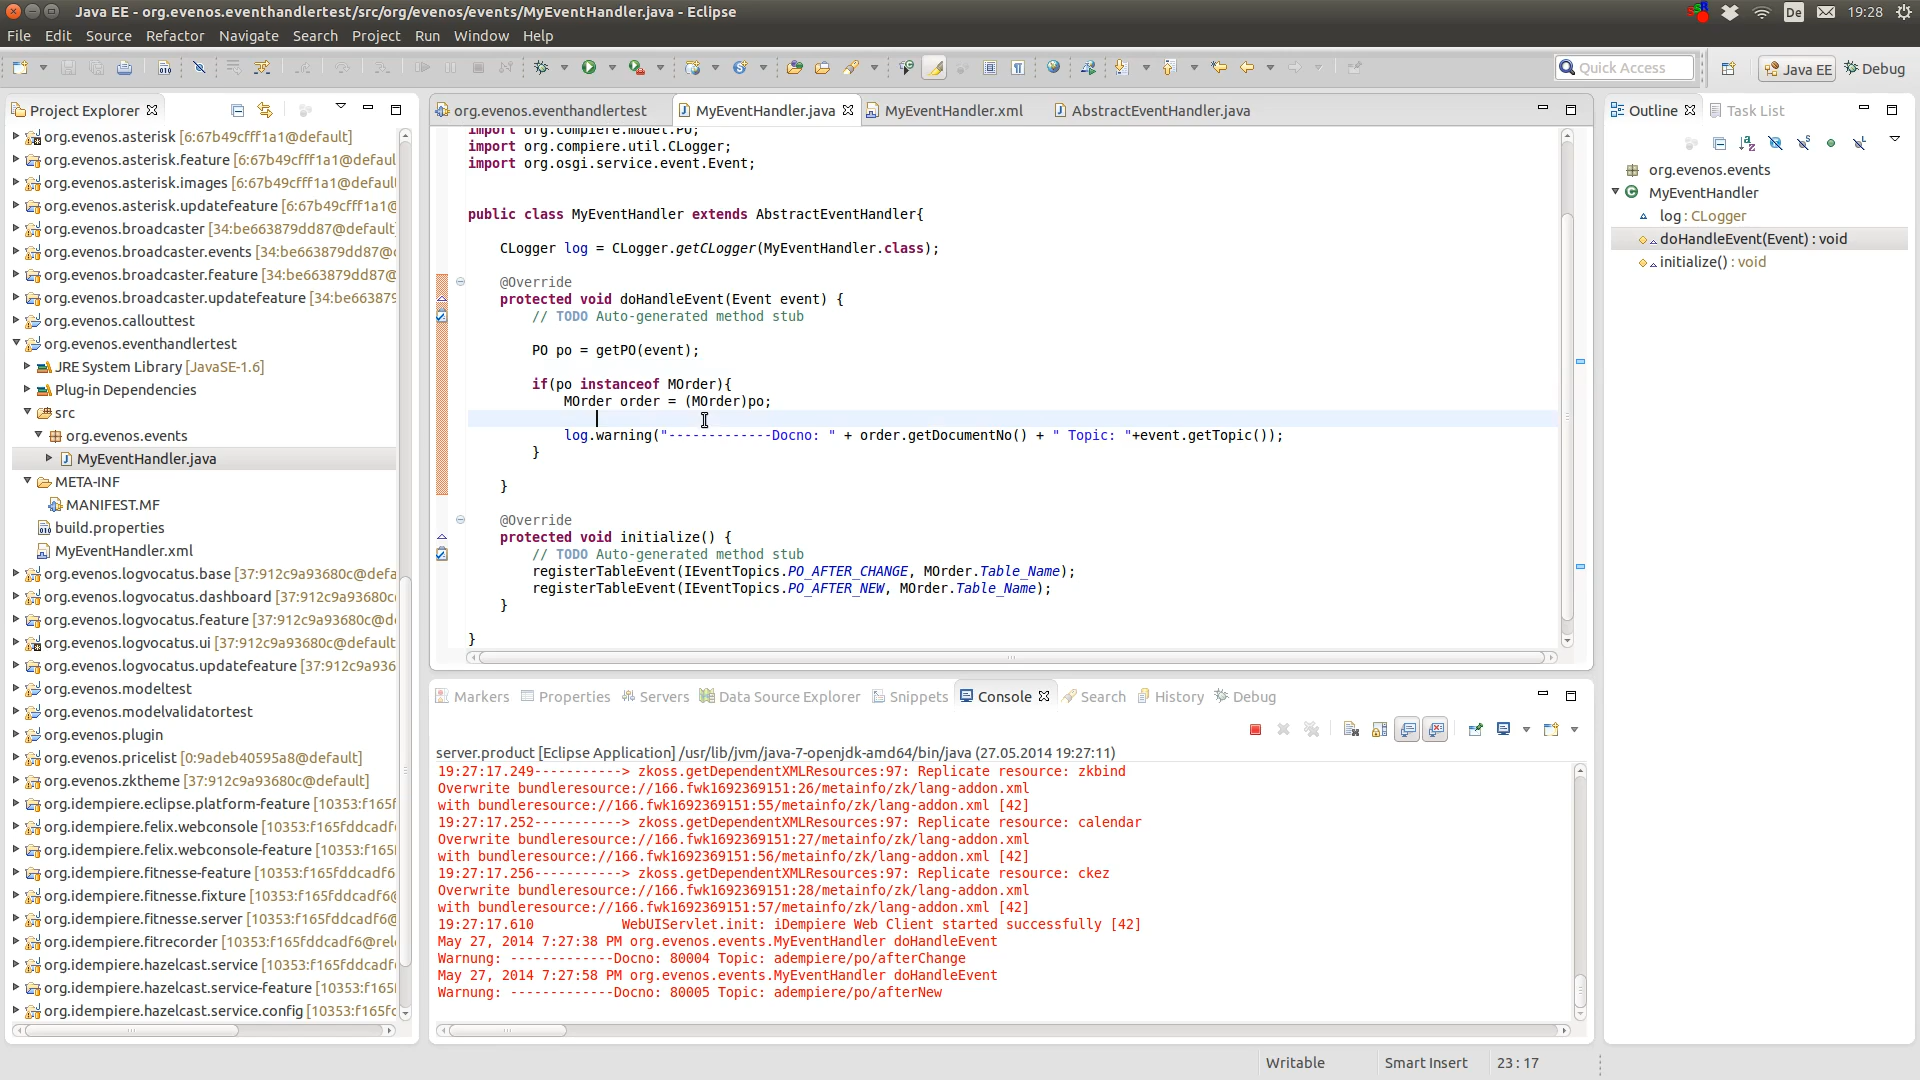 Java EE - org.evenos.eventhandlertest/src/org/evenos/events/MyEventHandler.java - Eclipse
De
19:28
File Edit Source Refactor Navigate Search Project Run Window Help
Quick Access
Java EE
Debug
Project Explorer
org.evenos.asterisk [6:67b49cfff1a1@default]
org.evenos.asterisk.feature [6:67b49cfff1a1@defaul
org.evenos.asterisk.images [6:67b49cfff1a1@defaul
org.evenos.asterisk.updatefeature [6:67b49cfff1a1@
org.evenos.broadcaster [34:be663879dd87@default
org.evenos.broadcaster.events [34:be663879dd87@
org.evenos.broadcaster.feature [34:be663879dd87@
org.evenos.broadcaster.updatefeature [34:be66387
org.evenos.callouttest
org.evenos.eventhandlertest
JRE System Library [JavaSE-1.6]
Plug-in Dependencies
src
org.evenos.events
MyEventHandler.java
META-INF
MANIFEST.MF
build.properties
MyEventHandler.xml
org.evenos.logvocatus.base [37:912c9a93680c@defa
org.evenos.logvocatus.dashboard [37:912c9a93680c
org.evenos.logvocatus.feature [37:912c9a93680c@d
org.evenos.logvocatus.ui [37:912c9a93680c@default
org.evenos.logvocatus.updatefeature [37:912c9a936
org.evenos.modeltest
org.evenos.modelvalidatortest
org.evenos.plugin
org.evenos.pricelist [0:9adeb40595a8@default]
org.evenos.zktheme [37:912c9a93680c@default]
org.idempiere.eclipse.platform-feature [10353:f165f
org.idempiere.felix.webconsole [10353:f165fddcadf
org.idempiere.felix.webconsole-feature [10353:f165
org.idempiere.fitnesse-feature [10353:f165fddcadf6
org.idempiere.fitnesse.fixture [10353:f165fddcadf6@
org.idempiere.fitnesse.server [10353:f165fddcadf6@
org.idempiere.fitrecorder [10353:f165fddcadf6@rel
org.idempiere.hazelcast.service [10353:f165fddcadf
org.idempiere.hazelcast.service-feature [10353:f165
org.idempiere.hazelcast.service.config [10353:f165fc
org.evenos.eventhandlertest
MyEventHandler.java
MyEventHandler.xml
AbstractEventHandler.java
import org.compiere.model.PO;
import org.compiere.util.CLogger;
import org.osgi.service.event.Event;
public class MyEventHandler extends AbstractEventHandler{
CLogger log = CLogger.getCLogger(MyEventHandler.class);
@Override
protected void doHandleEvent(Event event) {
// TODO Auto-generated method stub
PO po = getPO(event);
if(po instanceof MOrder){
MOrder order = (MOrder)po;
log.warning("-------------Docno: " + order.getDocumentNo() + " Topic: "+event.getTopic());
}
}
@Override
protected void initialize() {
// TODO Auto-generated method stub
registerTableEvent(IEventTopics.PO_AFTER_CHANGE, MOrder.Table_Name);
registerTableEvent(IEventTopics.PO_AFTER_NEW, MOrder.Table_Name);
}
}
Outline
Task List
org.evenos.events
MyEventHandler
log : CLogger
doHandleEvent(Event) : void
initialize() : void
Markers Properties Servers Data Source Explorer Snippets Console Search History Debug
server.product [Eclipse Application] /usr/lib/jvm/java-7-openjdk-amd64/bin/java (27.05.2014 19:27:11)
19:27:17.249-----------> zkoss.getDependentXMLResources:97: Replicate resource: zkbind
Overwrite bundleresource://166.fwk1692369151:26/metainfo/zk/lang-addon.xml
with bundleresource://166.fwk1692369151:55/metainfo/zk/lang-addon.xml [42]
19:27:17.252-----------> zkoss.getDependentXMLResources:97: Replicate resource: calendar
Overwrite bundleresource://166.fwk1692369151:27/metainfo/zk/lang-addon.xml
with bundleresource://166.fwk1692369151:56/metainfo/zk/lang-addon.xml [42]
19:27:17.256-----------> zkoss.getDependentXMLResources:97: Replicate resource: ckez
Overwrite bundleresource://166.fwk1692369151:28/metainfo/zk/lang-addon.xml
with bundleresource://166.fwk1692369151:57/metainfo/zk/lang-addon.xml [42]
19:27:17.610 WebUIServlet.init: iDempiere Web Client started successfully [42]
May 27, 2014 7:27:38 PM org.evenos.events.MyEventHandler doHandleEvent
Warnung: -------------Docno: 80004 Topic: adempiere/po/afterChange
May 27, 2014 7:27:58 PM org.evenos.events.MyEventHandler doHandleEvent
Warnung: -------------Docno: 80005 Topic: adempiere/po/afterNew
Writable
Smart Insert
23 : 17